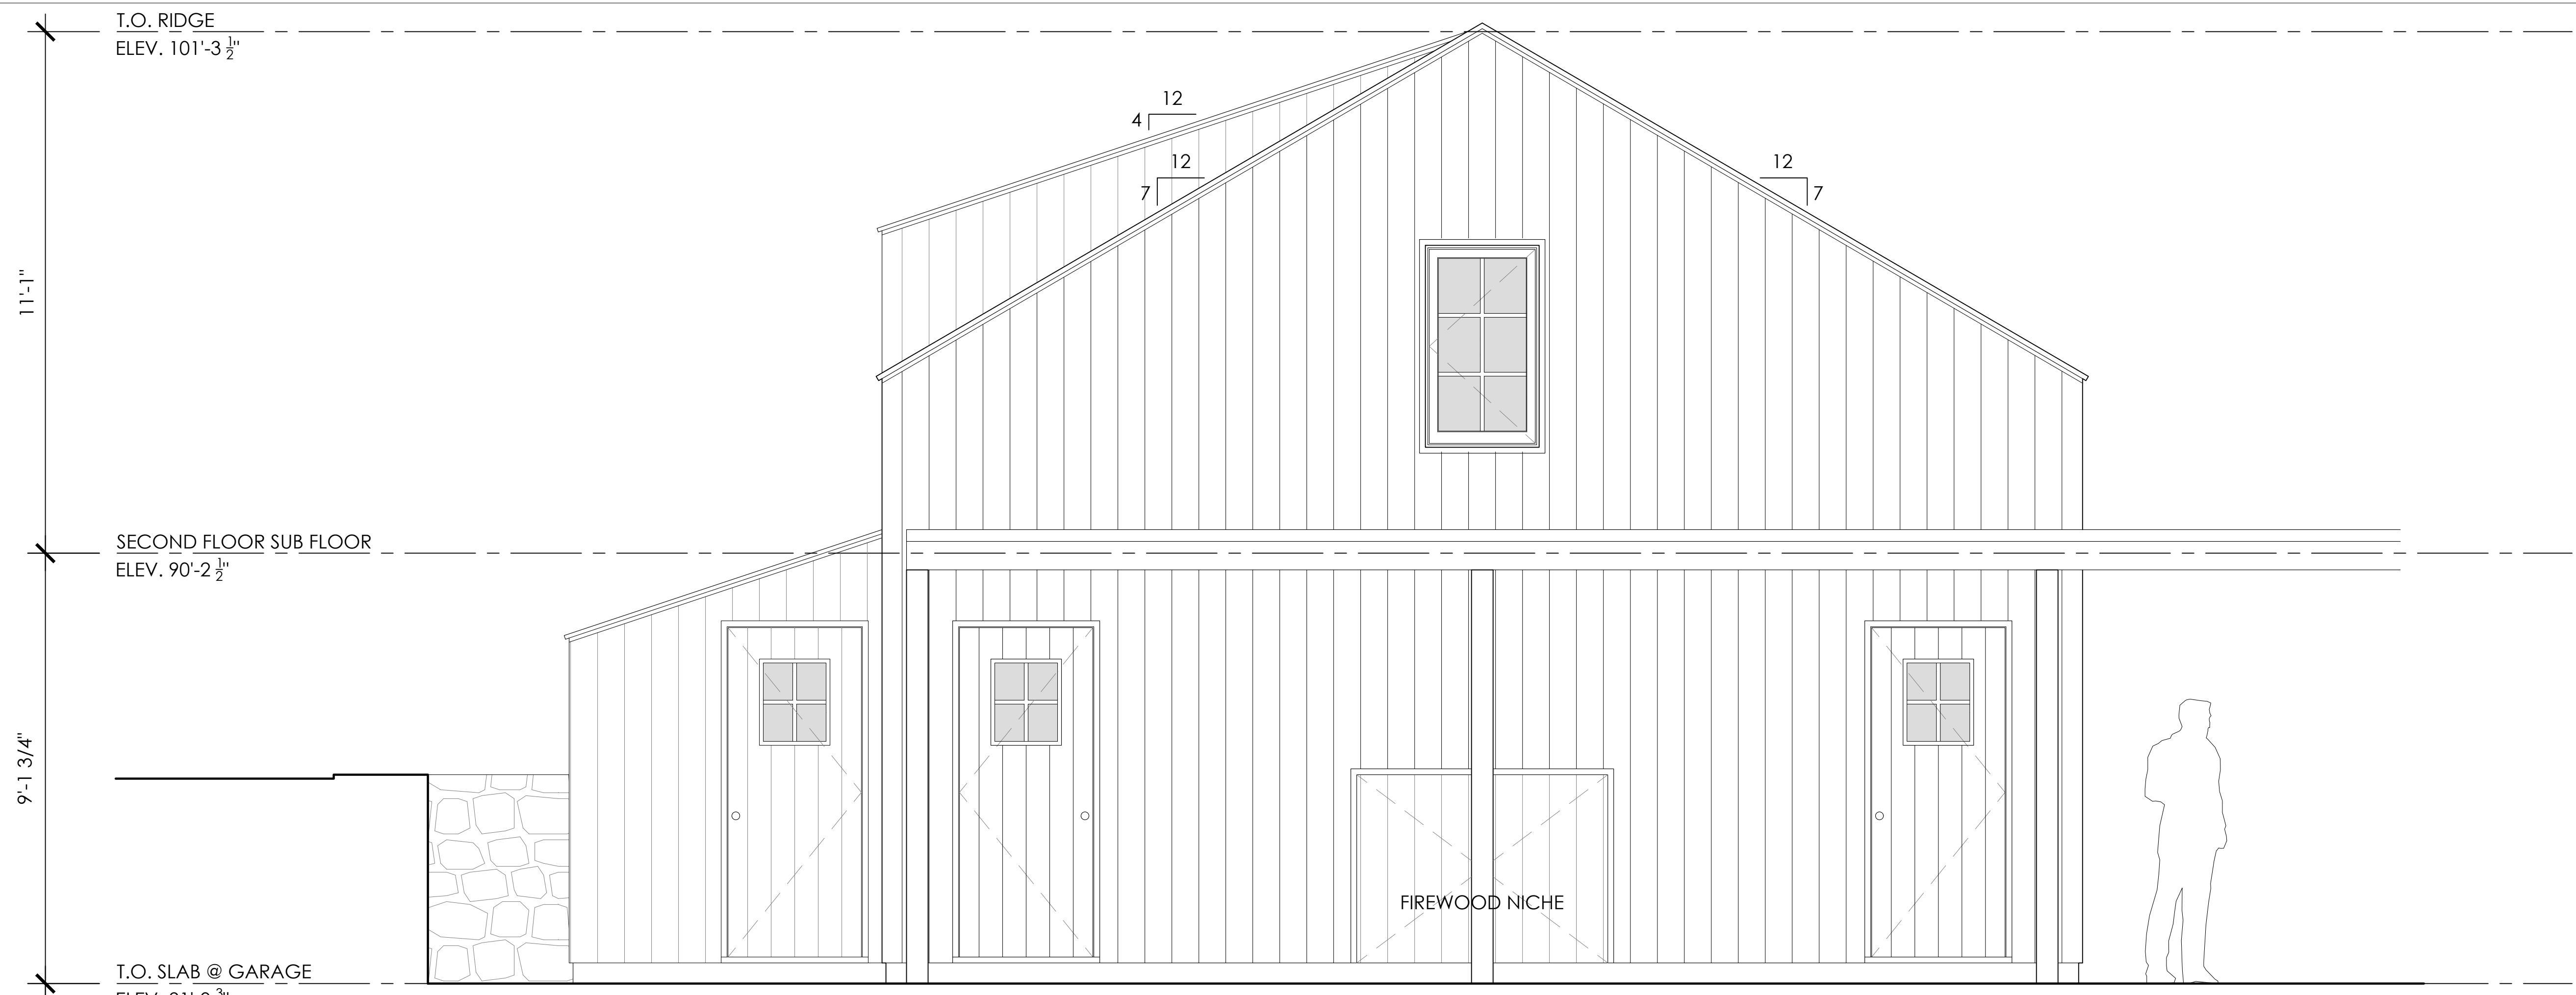 T.O. RIDGE
ELEV. 101'-3 1/2"
12
4
12
7
12
7
11'-1"
SECOND FLOOR SUB FLOOR
ELEV. 90'-2 1/2"
9'-1 3/4"
FIREWOOD NICHE
T.O. SLAB @ GARAGE